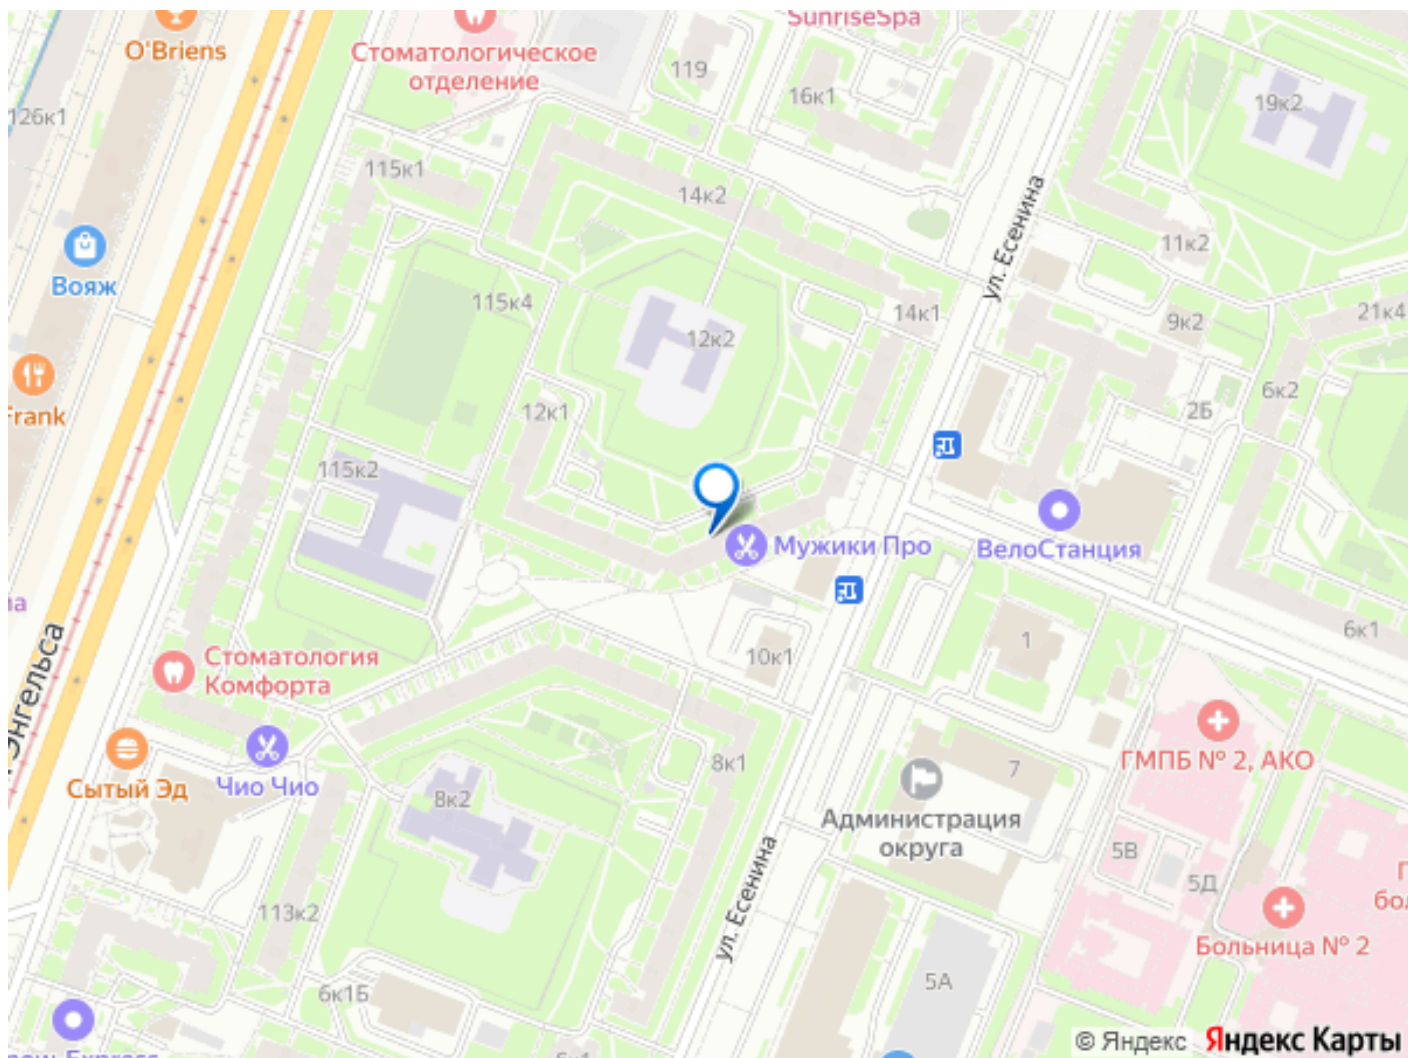 SunriseSpa
O'Briens
Стоматологическое
отделение
119
16к1
19к2
126к1
115к1
14к2
ул. Есенина
11к2
Вояж
115к4
14к1
9к2
21к4
12к2
Frank
12к1
6к2
2Б
115к2
Мужики Про
ВелоСтанция
Энгельса
6к1
1
10к1
Стоматология
Комфорта
ГМПБ № 2, АКО
7
8к1
Сытый Эд
Чио Чио
8к2
Администрация
округа
5В
5Д
ул. Есенина
113к2
Больница № 2
5А
6к1Б
© Яндекс Яндекс Карты